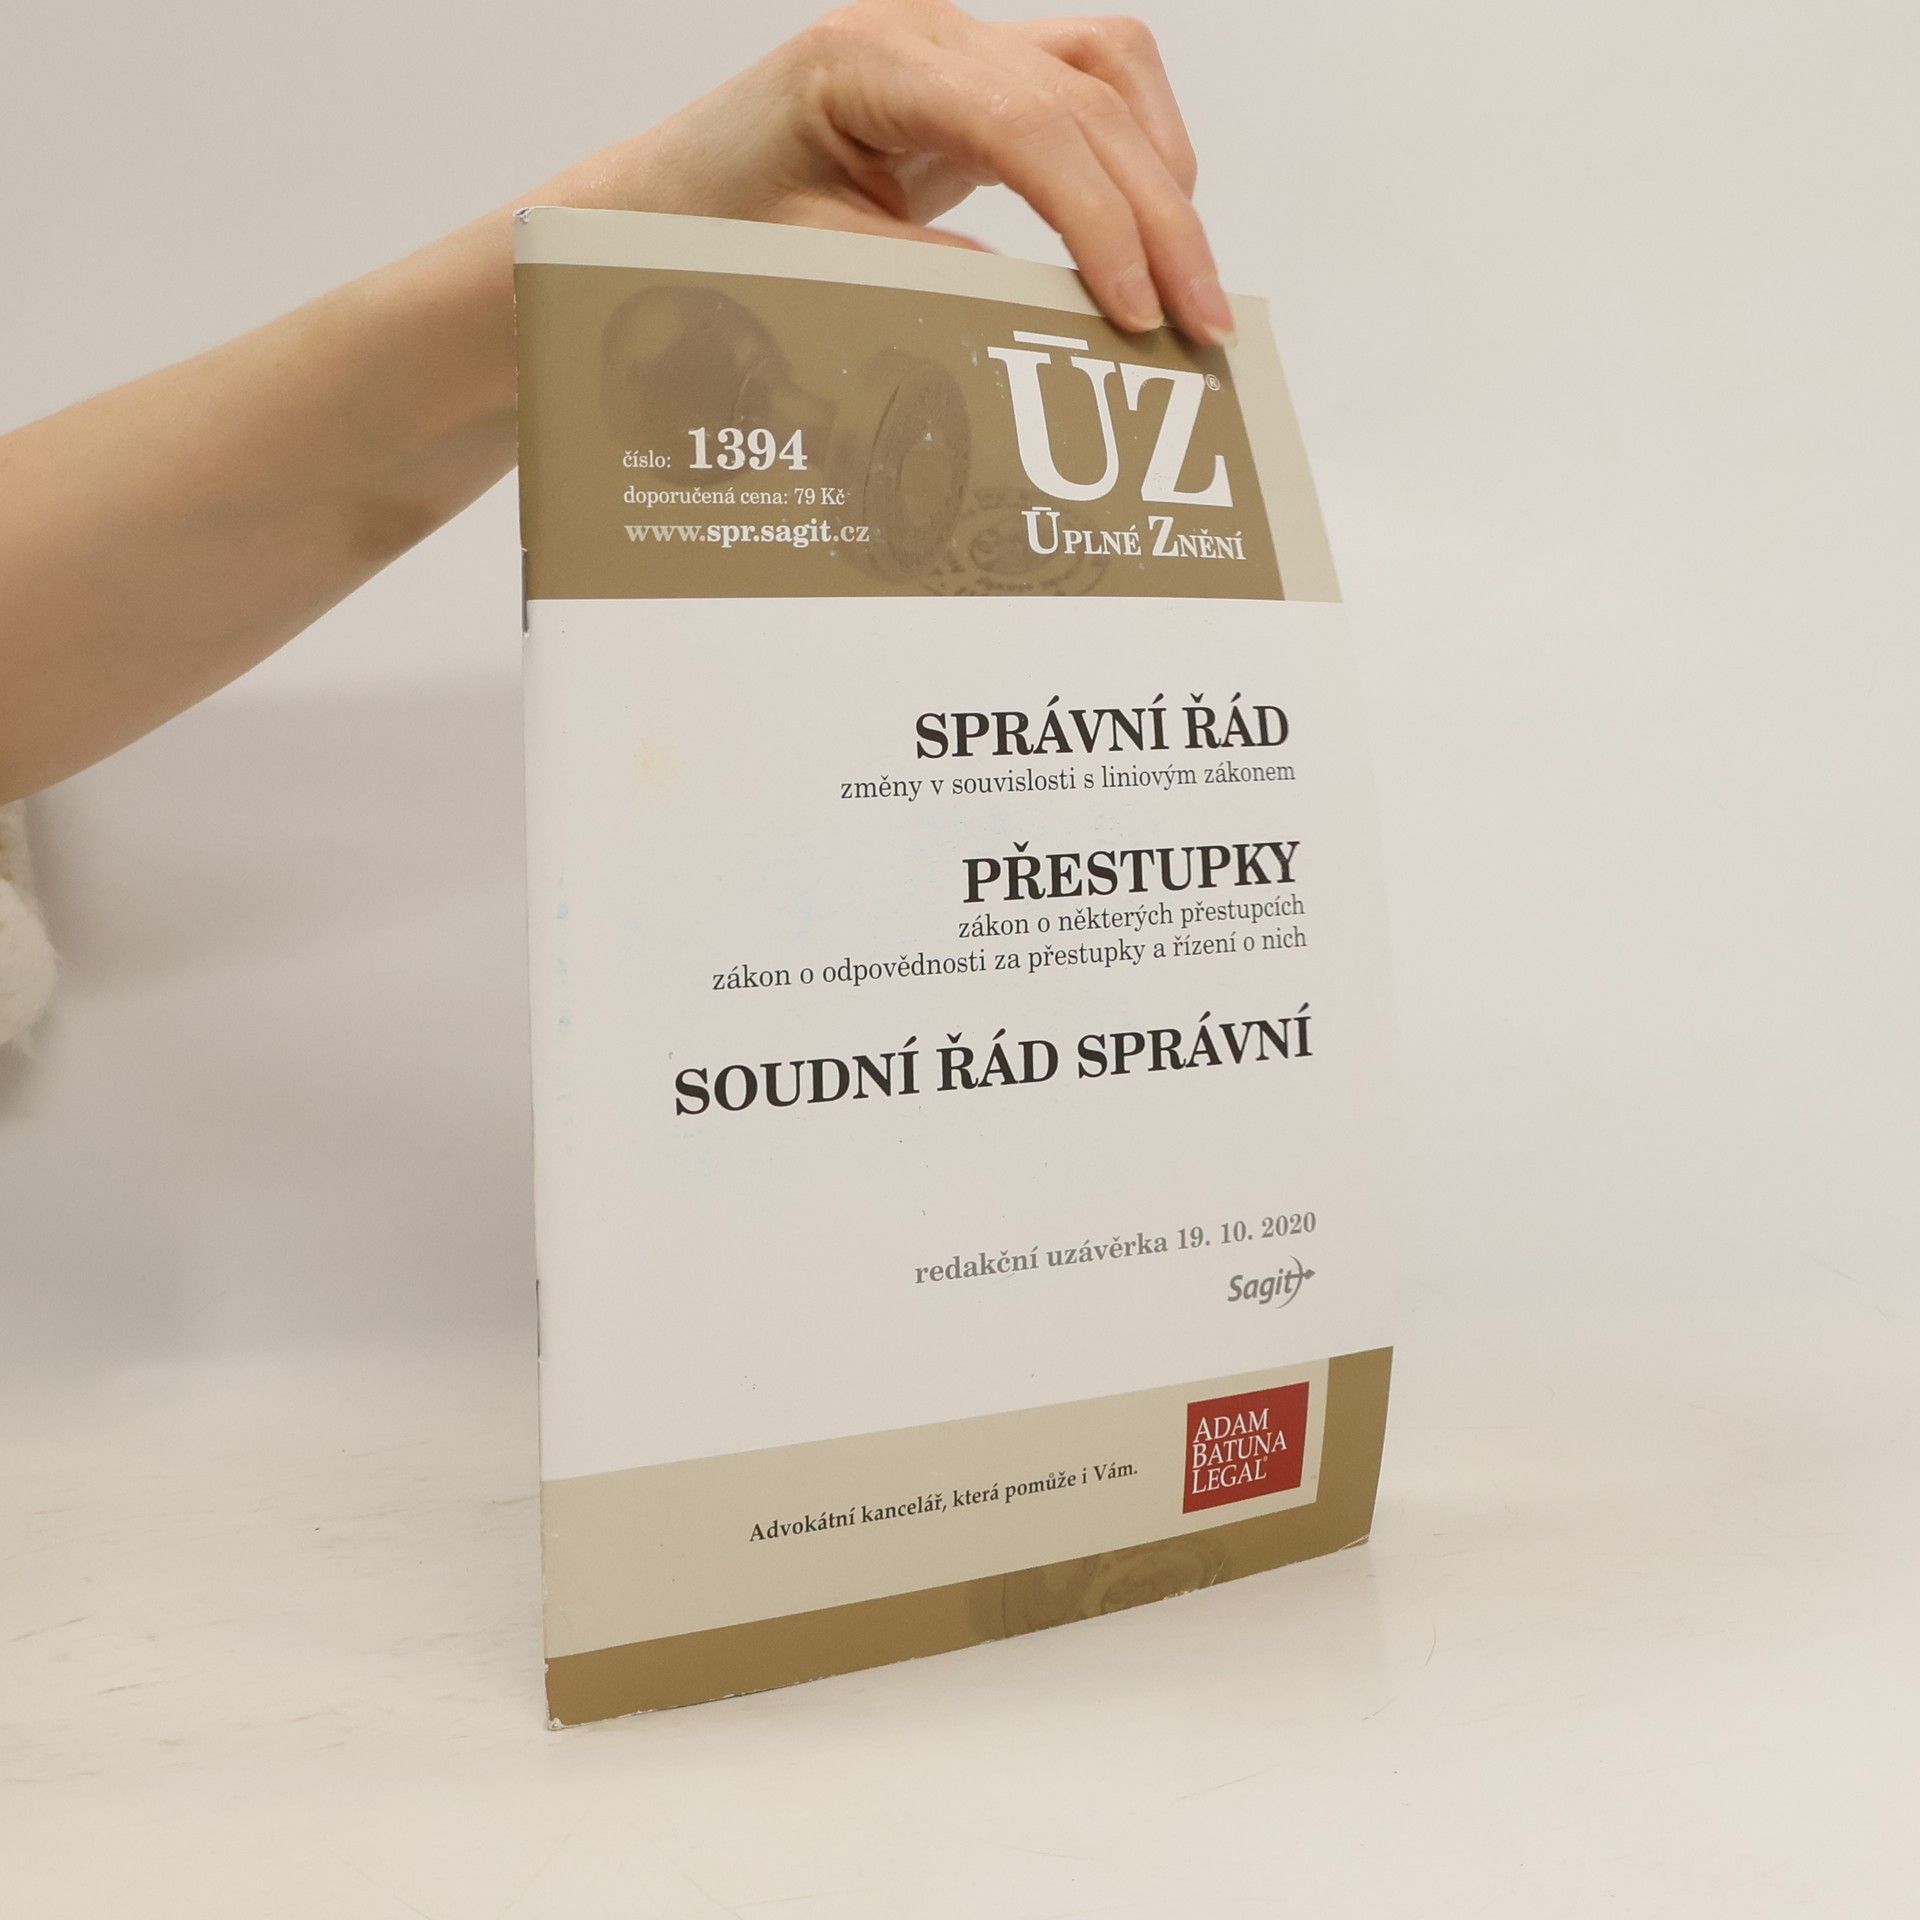 ÚZ®
číslo: 1394
doporučená cena: 79 Kč
www.spr.sagit.cz
ÚPLNÉ ZNĚNÍ
SPRÁVNÍ ŘÁD
změny v souvislosti s liniovým zákonem
PŘESTUPKY
zákon o některých přestupcích
zákon o odpovědnosti za přestupky a řízení o nich
SOUDNÍ ŘÁD SPRÁVNÍ
redakční uzávěrka 19. 10. 2020
Sagit
ADAM
BATUNA
LEGAL®
Advokátní kancelář, která pomůže i Vám.